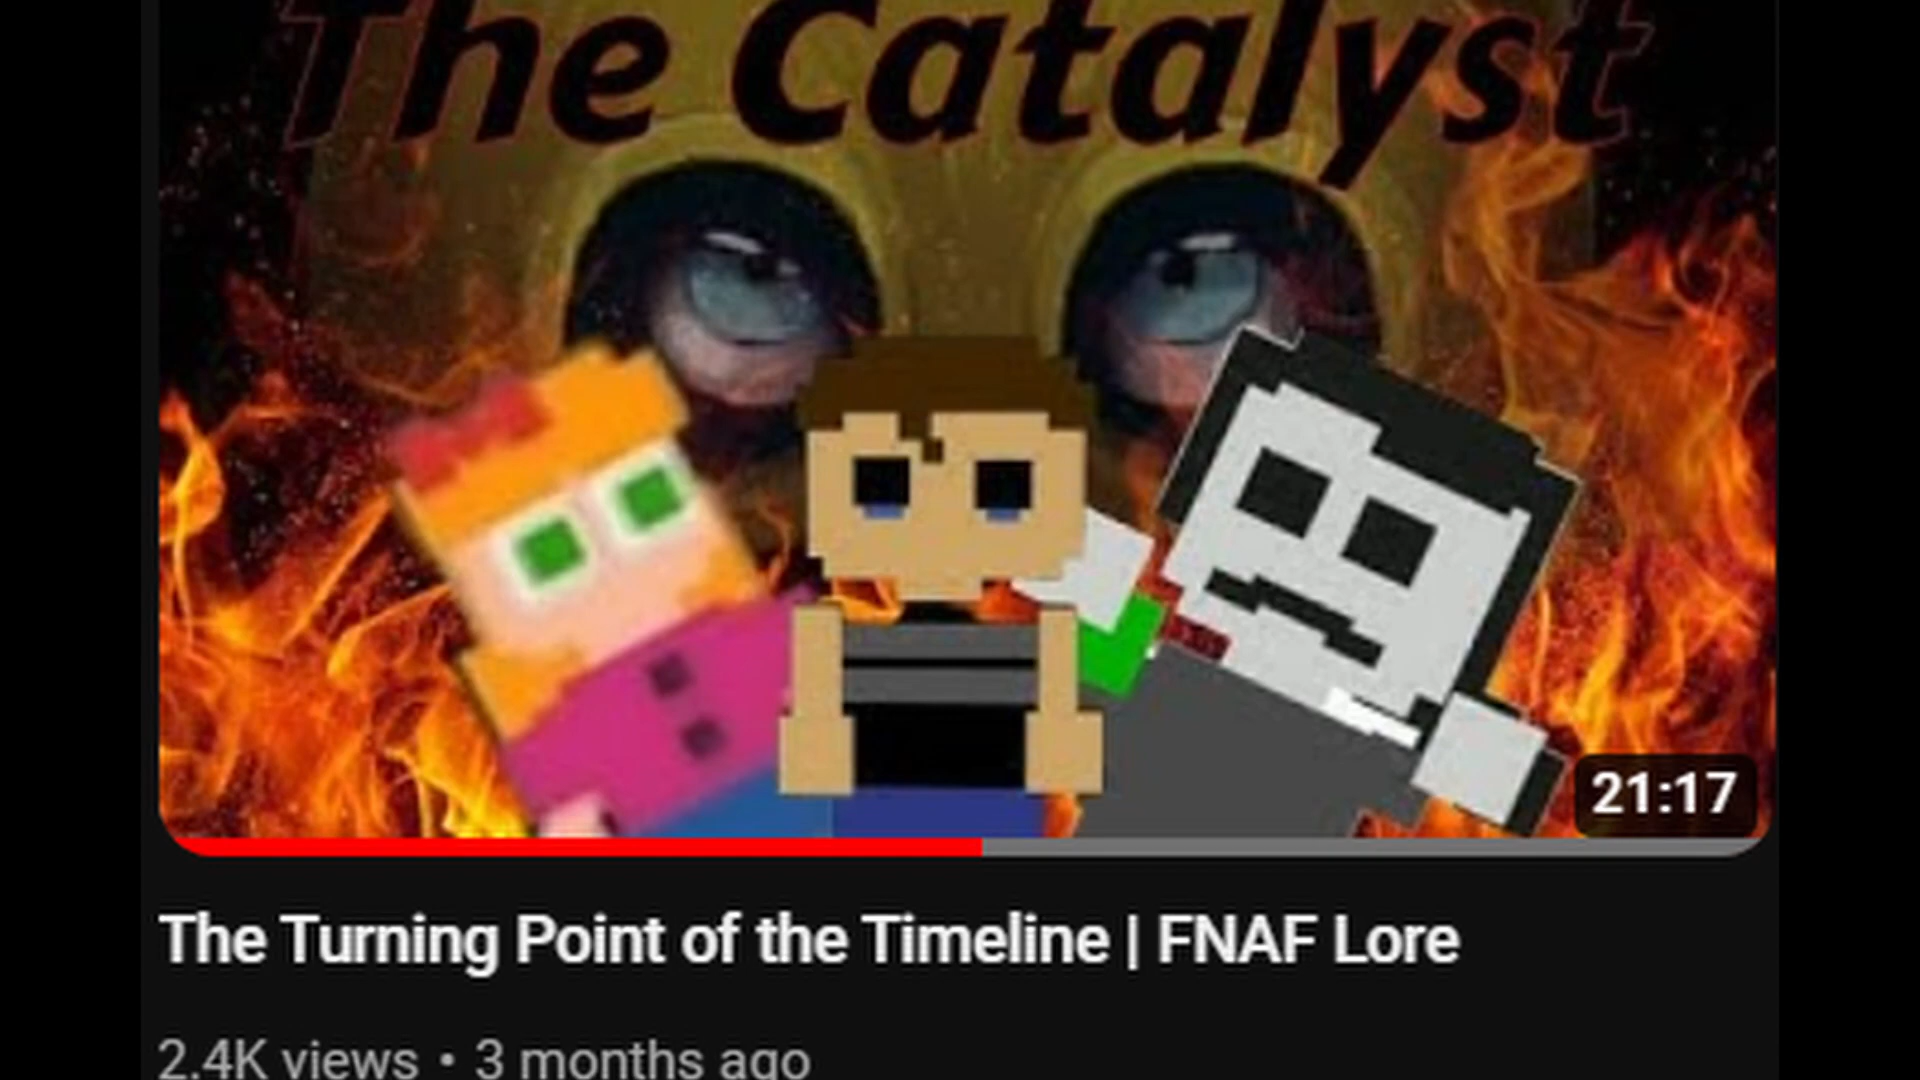 The Catalyst
21:17
The Turning Point of the Timeline | FNAF Lore
2.4K views • 3 months ago